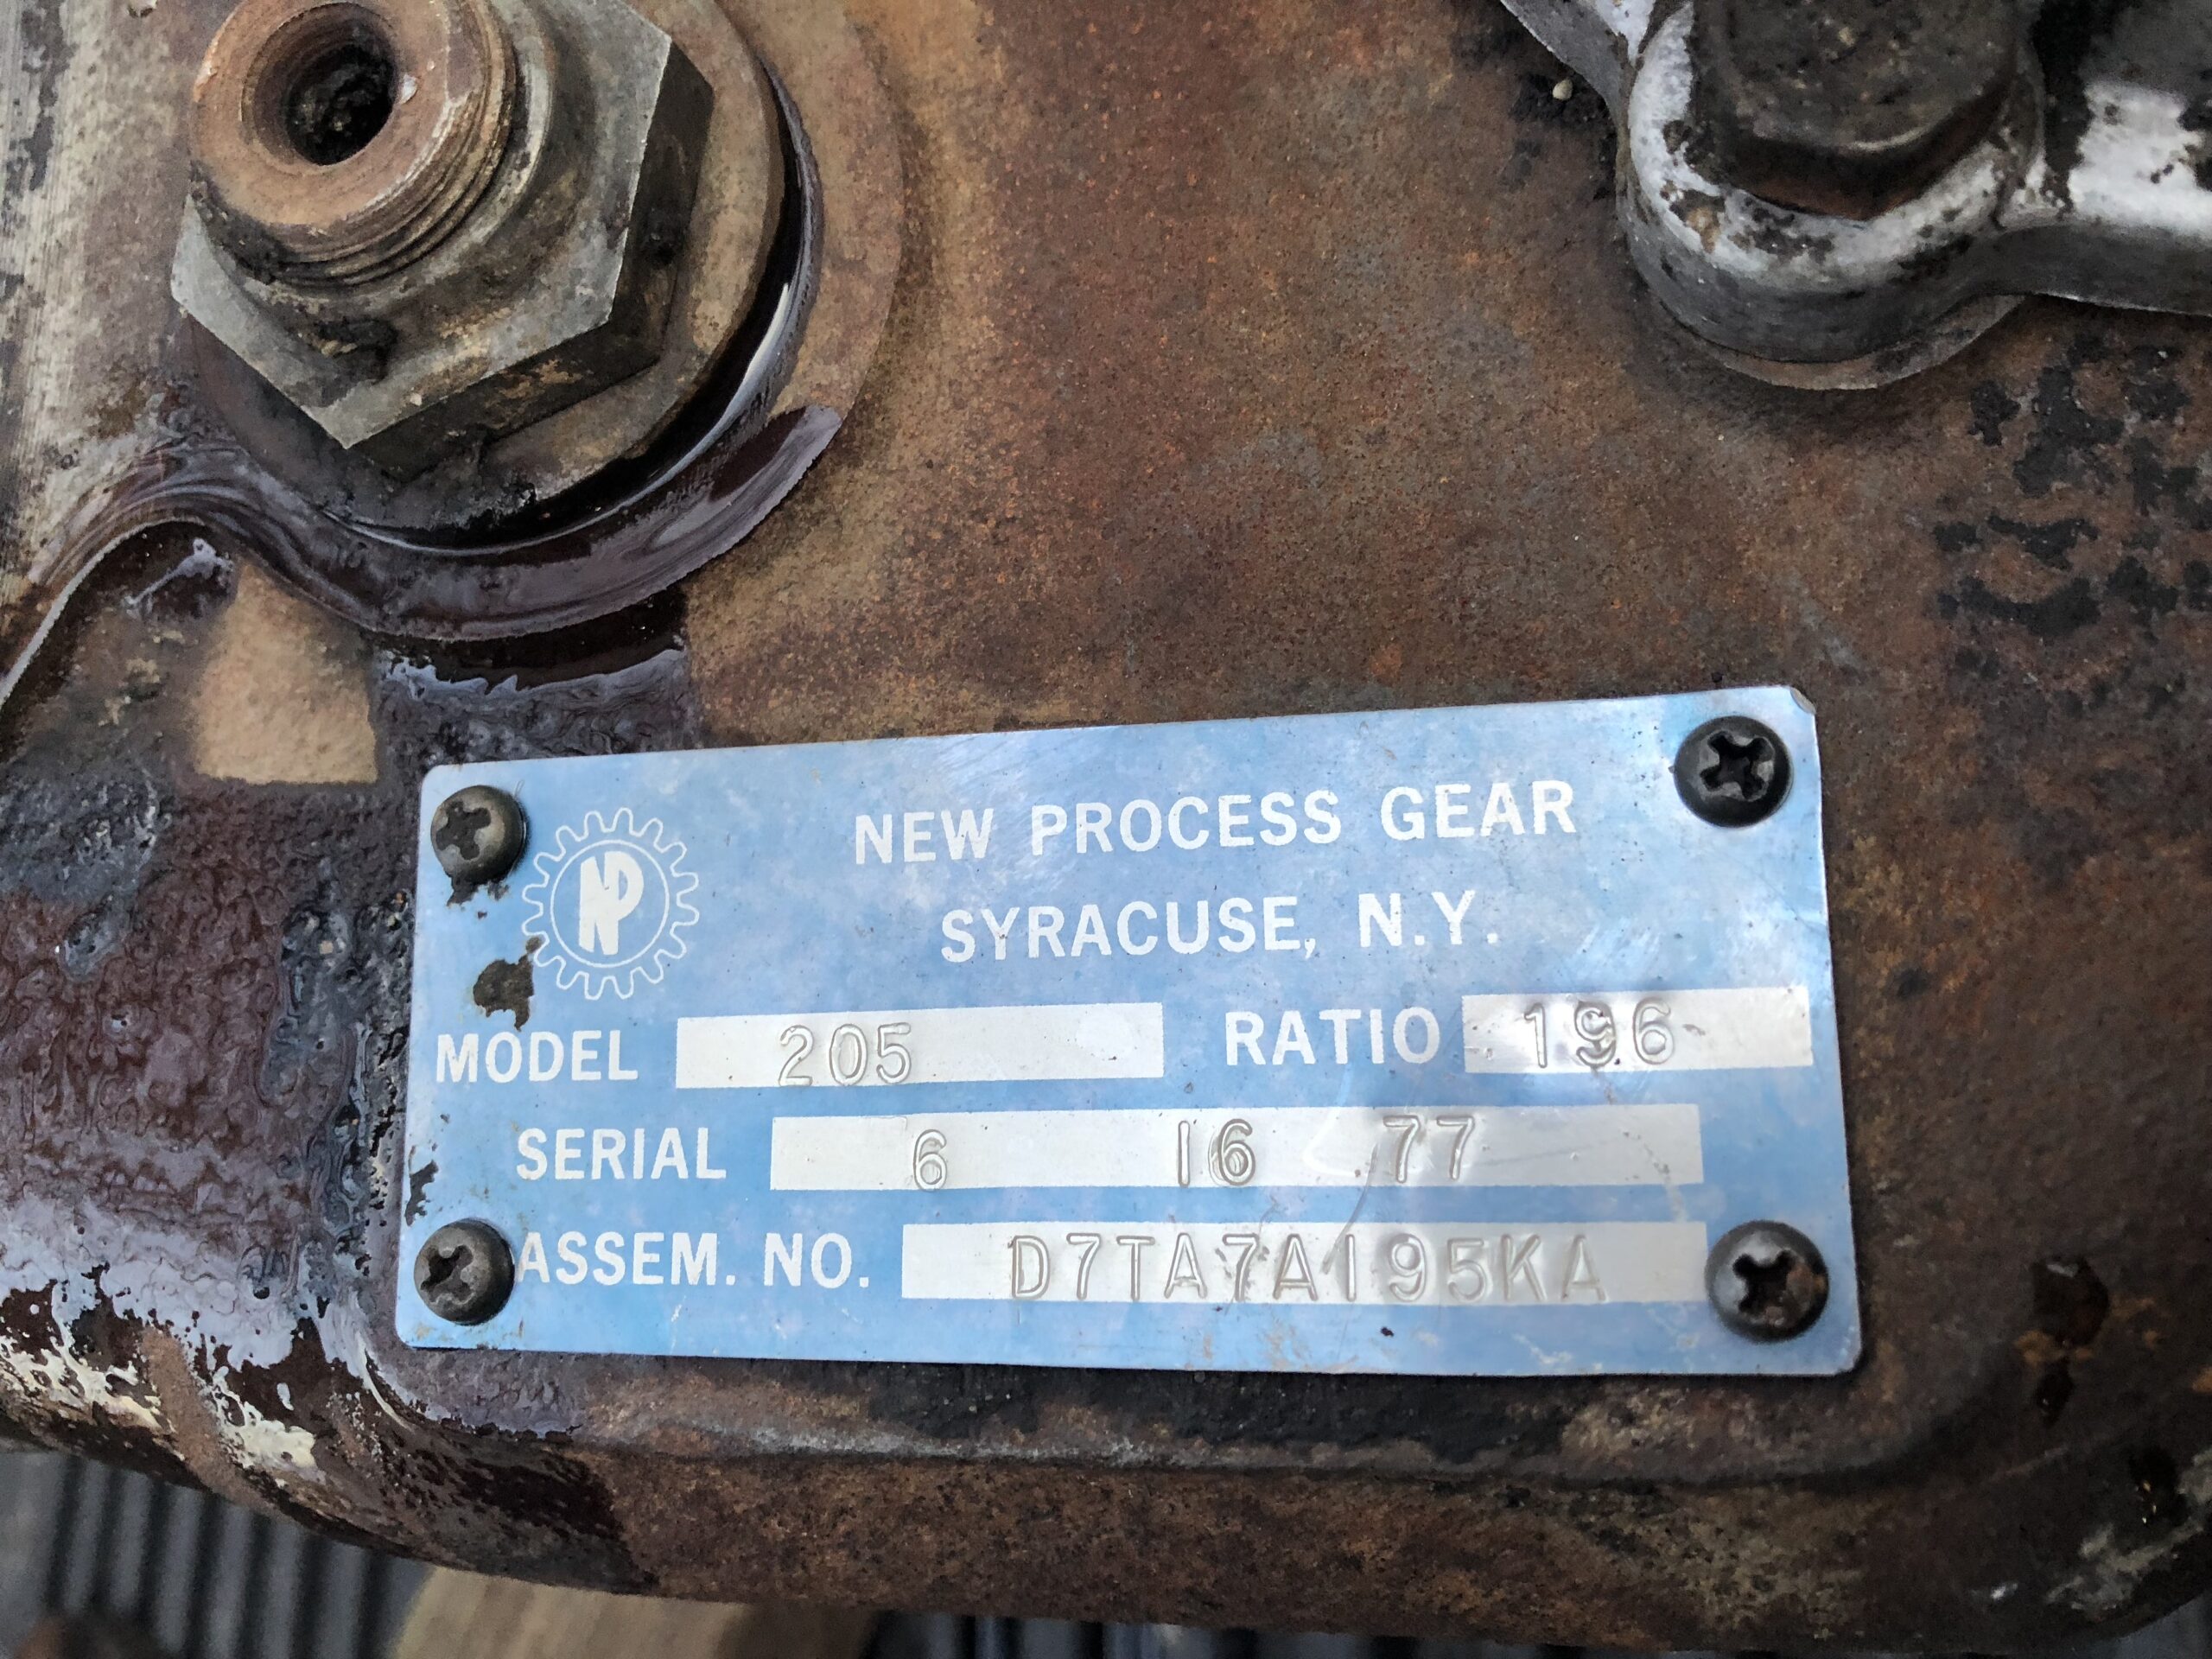 NP
NEW PROCESS GEAR
SYRACUSE, N.Y.
MODEL 205 RATIO 196
SERIAL 6 16 77
ASSEM. NO. D7TA7A195KA